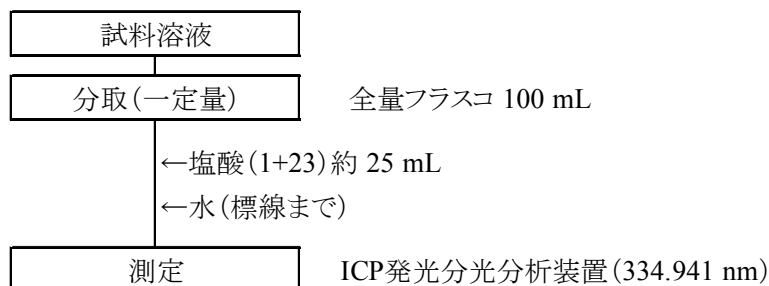 試料溶液
分取(一定量) 全量フラスコ 100 mL
←塩酸(1+23)約 25 mL
←水(標線まで)
測定 ICP発光分光分析装置(334.941 nm)